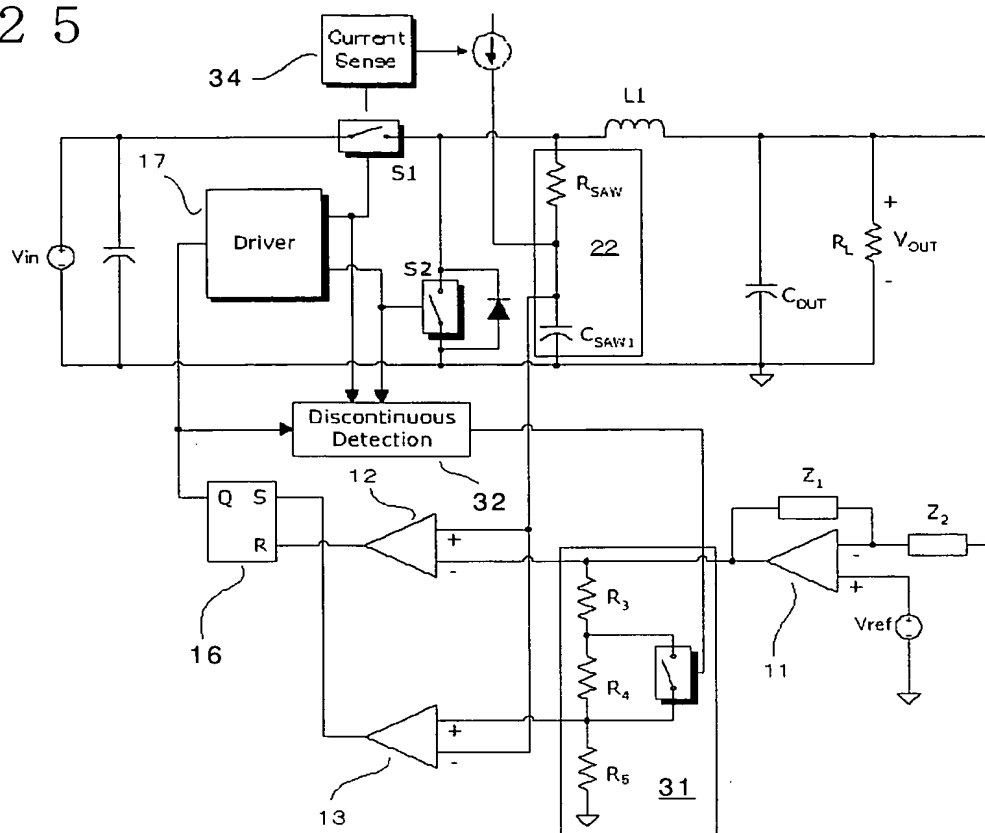 2 5
Current
Sense
34
L1
S1
17
RSAW
Driver
22
S2
Vin
CSAW1
RL
+
VOUT
-
COUT
Discontinuous
Detection
32
12
Z1
Z2
Q S
R
+
-
-
+
16
R3
11
Vref
R4
+
-
R5
31
13